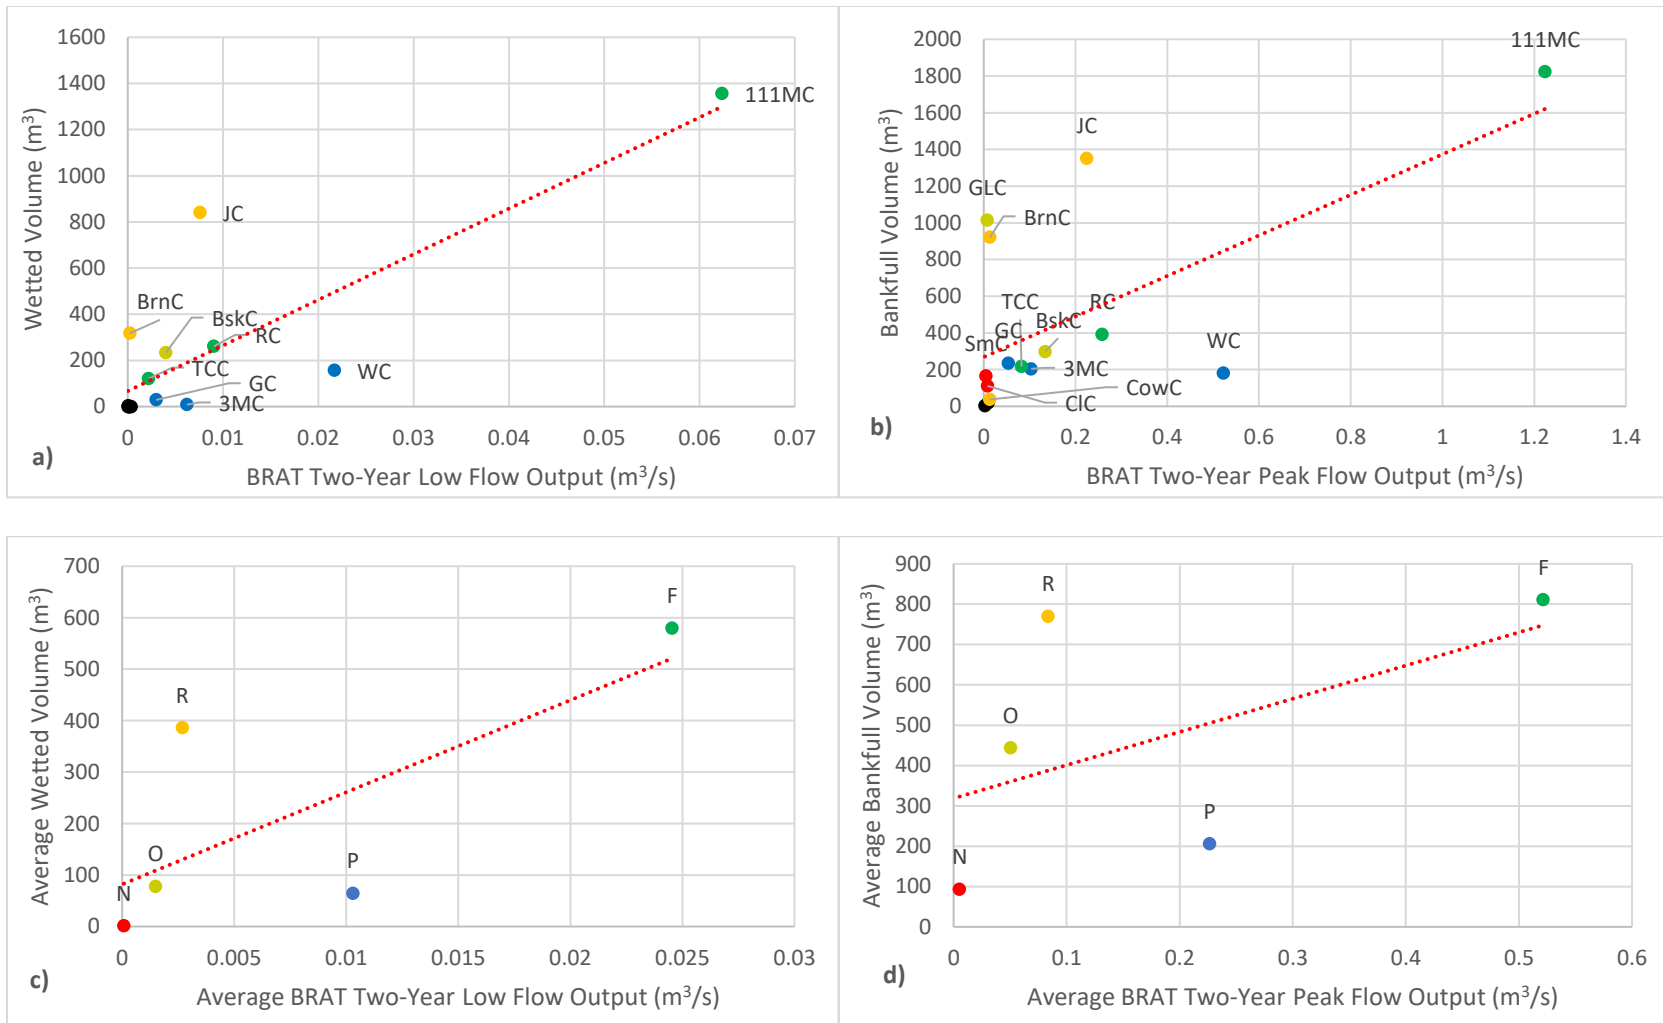 1600
1400
1200
1000
800
600
400
200
0
Wetted Volume (m³)
111MC
JC
BrnC
BskC
RC
TCC
GC
WC
3MC
0 0.01 0.02 0.03 0.04 0.05 0.06 0.07
a)
BRAT Two-Year Low Flow Output (m³/s)
2000
1800
1600
1400
1200
1000
800
600
400
200
0
Bankfull Volume (m³)
111MC
JC
GLC
BrnC
TCC
RC
BskC
GC
SmC
WC
3MC
CowC
ClC
0 0.2 0.4 0.6 0.8 1 1.2 1.4
b)
BRAT Two-Year Peak Flow Output (m³/s)
700
600
500
400
300
200
100
0
Average Wetted Volume (m³)
F
R
O
P
N
0 0.005 0.01 0.015 0.02 0.025 0.03
c)
Average BRAT Two-Year Low Flow Output (m³/s)
900
800
700
600
500
400
300
200
100
0
Average Bankfull Volume (m³)
F
R
O
P
N
0 0.1 0.2 0.3 0.4 0.5 0.6
d)
Average BRAT Two-Year Peak Flow Output (m³/s)